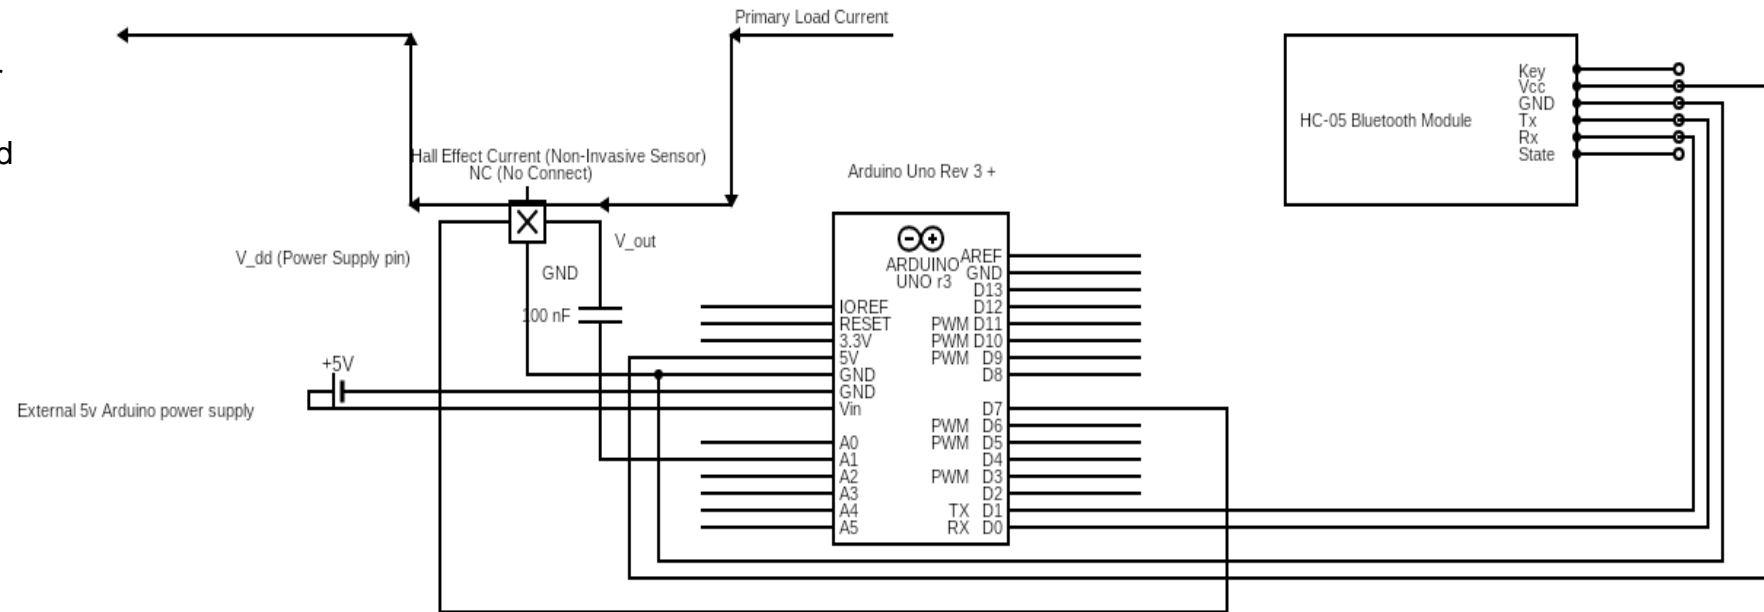 Primary Load Current
d
Hall Effect Current (Non-Invasive Sensor)
NC (No Connect)
V_dd (Power Supply pin)
V_out
GND
100 nF
+5V
External 5v Arduino power supply
Arduino Uno Rev 3 +
ARDUINO
UNO r3
IOREF
RESET
3.3V
5V
GND
GND
Vin
A0
A1
A2
A3
A4
A5
AREF
GND
D13
D12
PWM D11
PWM D10
PWM D9
D8
D7
PWM D6
PWM D5
D4
PWM D3
D2
TX D1
RX D0
HC-05 Bluetooth Module
Key
Vcc
GND
Tx
Rx
State